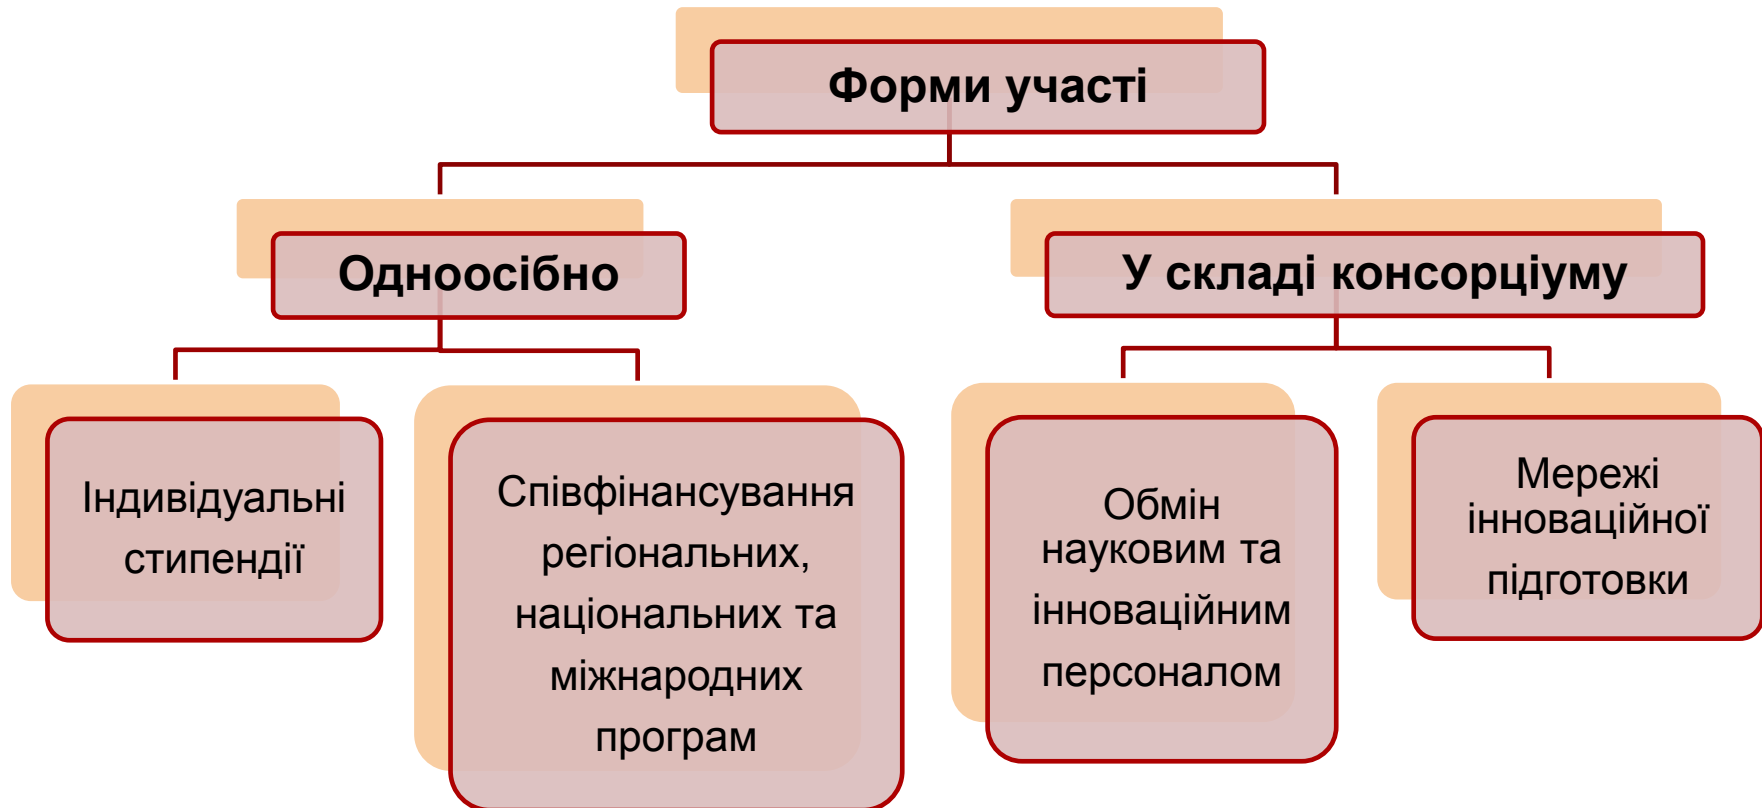 Форми участі
Одноосібно
У складі консорціуму
Індивідуальні
стипендії
Співфінансування
регіональних,
національних та
міжнародних
програм
Обмін
науковим та
інноваційним
персоналом
Мережі
інноваційної
підготовки